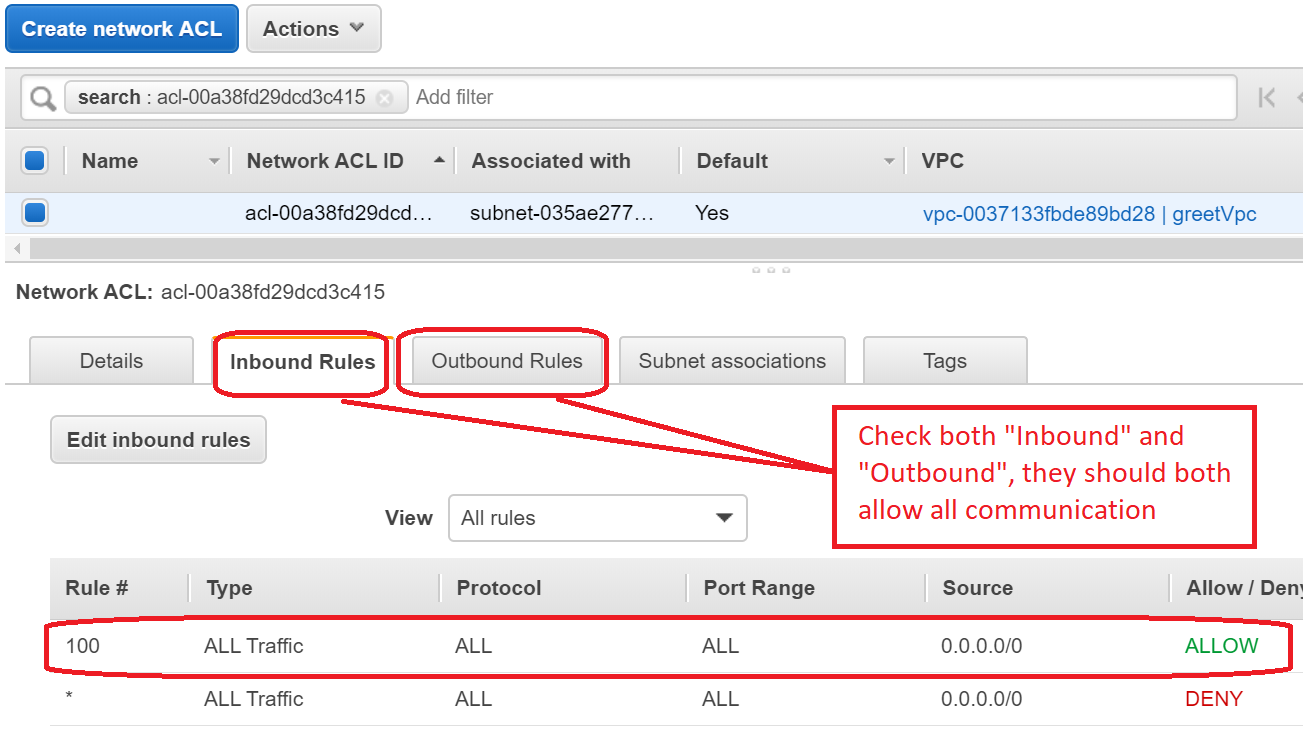 Create network ACL Actions
search : acl-00a38fd29dcd3c415 Add filter
Name Network ACL ID Associated with Default VPC
acl-00a38fd29dcd… subnet-035ae277… Yes vpc-0037133fbde89bd28 | greetVpc
Network ACL: acl-00a38fd29dcd3c415
Details Inbound Rules Outbound Rules Subnet associations Tags
Check both "Inbound" and
"Outbound", they should both
allow all communication
Edit inbound rules
View All rules
Rule # Type Protocol Port Range Source Allow / Deny
100 ALL Traffic ALL ALL 0.0.0.0/0 ALLOW
* ALL Traffic ALL ALL 0.0.0.0/0 DENY